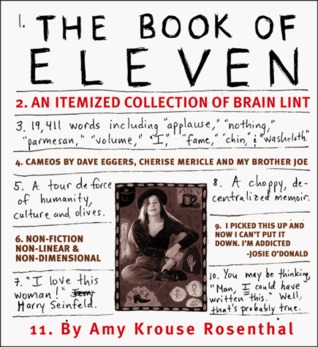 1. THE BOOK OF
ELEVEN
2. AN ITEMIZED COLLECTION OF BRAIN LINT
3. 19,411 words including "applause," "nothing,"
"parmesan," "volume," "I," "fame," "chin," & "washcloth."
4. CAMEOS BY DAVE EGGERS, CHERISE MERICLE AND MY BROTHER JOE
5. A tour de force
of humanity,
culture and olives.
6. NON-FICTION
NON-LINEAR &
NON-DIMENSIONAL
7. "I love this
woman!"
Harry Seinfeld.
8. A choppy, de-
centralized memoir.
9. I PICKED THIS UP AND
NOW I CAN'T PUT IT
DOWN. I'M ADDICTED
-JOSIE O'DONALD
10. You may be thinking,
"Man, I could have
written this." Well,
that's probably true.
11. By Amy Krouse Rosenthal